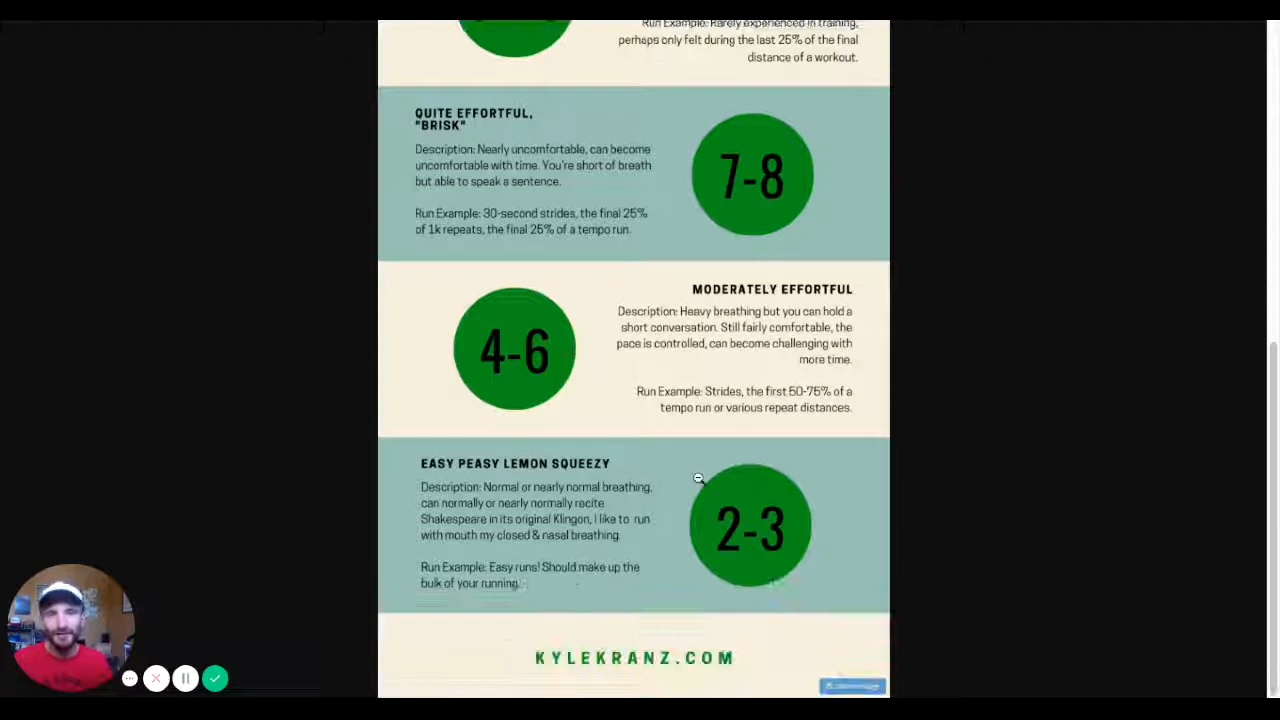 Run Example: Rarely experienced in training,
perhaps only felt during the last 25% of the final
distance of a workout.
QUITE EFFORTFUL,
"BRISK"
Description: Nearly uncomfortable, can become
uncomfortable with time. You're short of breath
but able to speak a sentence.
Run Example: 30-second strides, the final 25%
of 1k repeats, the final 25% of a tempo run.
7-8
MODERATELY EFFORTFUL
Description: Heavy breathing but you can hold a
short conversation. Still fairly comfortable, the
pace is controlled, can become challenging with
more time.
Run Example: Strides, the first 50-75% of a
tempo run or various repeat distances.
4-6
EASY PEASY LEMON SQUEEZY
Description: Normal or nearly normal breathing,
can normally or nearly normally recite
Shakespeare in its original Klingon, I like to run
with mouth my closed & nasal breathing.
Run Example: Easy runs! Should make up the
bulk of your running.
2-3
KYLEKRANZ.COM